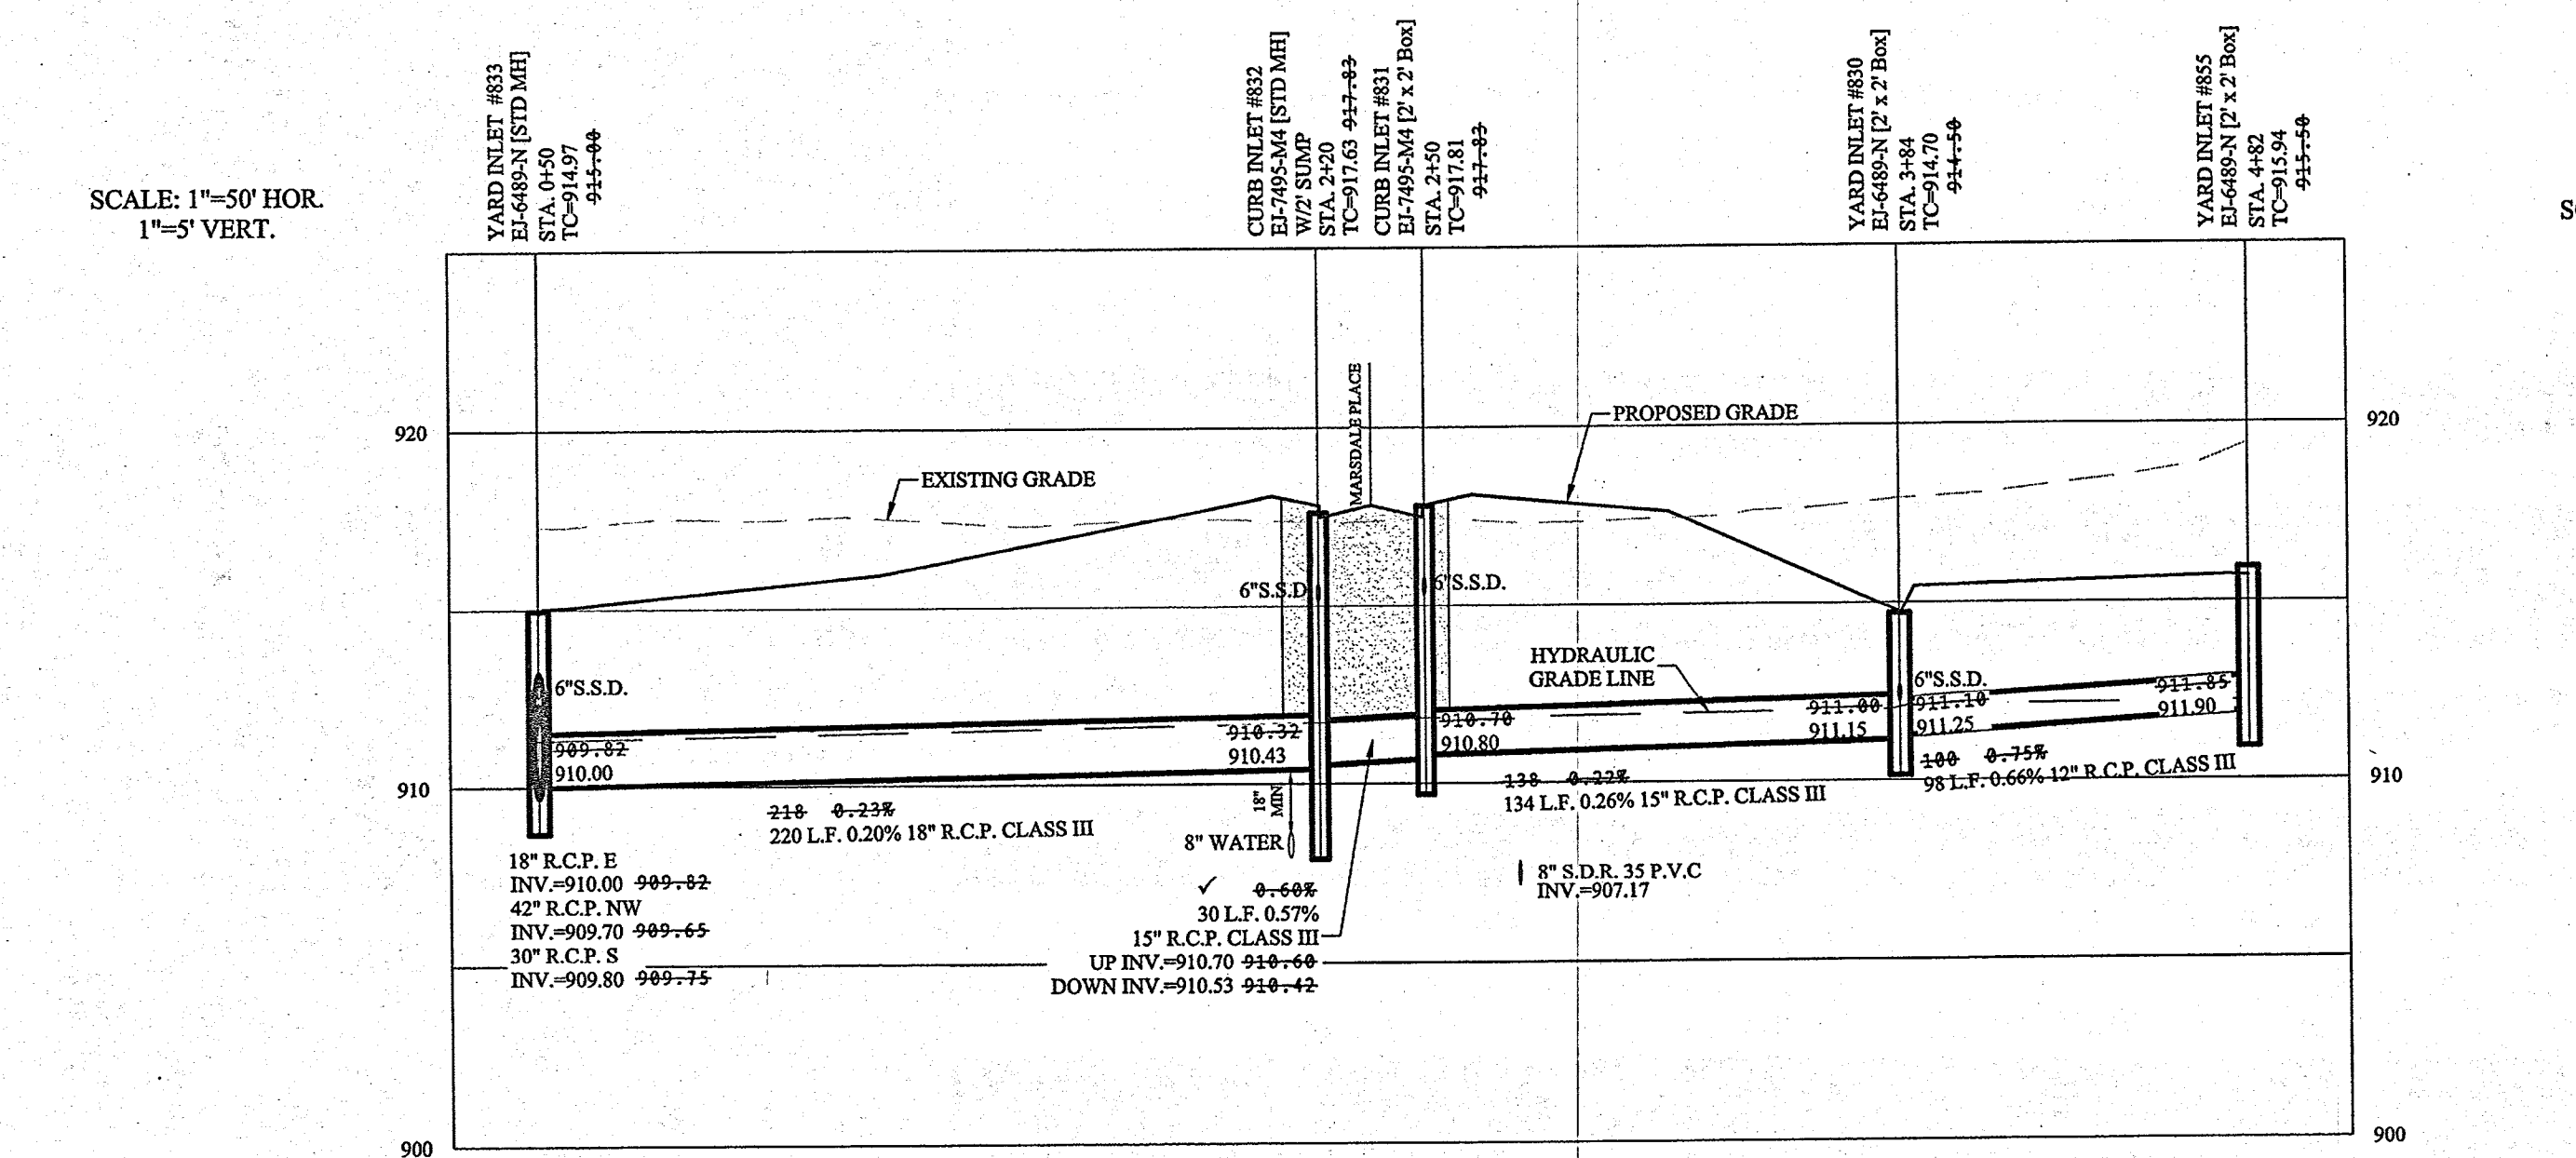 SCALE: 1"=50' HOR.
1"=5' VERT.
YARD INLET #833
EJ-6489-N [STD MH]
STA. 0+50
TC=914.97
915.00
CURB INLET #832
EJ-7495-M4 [STD MH]
W/2' SUMP
STA. 2+20
TC=917.63 917.83
CURB INLET #831
EJ-7495-M4 [2' x 2' Box]
STA. 2+50
TC=917.81
917.83
YARD INLET #830
EJ-6489-N [2' x 2' Box]
STA. 3+84
TC=914.70
914.50
YARD INLET #855
EJ-6489-N [2' x 2' Box]
STA. 4+82
TC=915.94
915.50
920
920
MARSDALE PLACE
PROPOSED GRADE
EXISTING GRADE
6"S.S.D
6"S.S.D.
HYDRAULIC
GRADE LINE
6"S.S.D.
6"S.S.D.
909.82
910.00
910.32
910.43
910.70
910.80
911.00
911.15
911.10
911.25
911.85
911.90
910
910
218 0.23%
220 L.F. 0.20% 18" R.C.P. CLASS III
18"
MIN
8" WATER
138 0.22%
134 L.F. 0.26% 15" R.C.P. CLASS III
100 0.75%
98 L.F. 0.66% 12" R.C.P. CLASS III
18" R.C.P. E
INV.=910.00 909.82
42" R.C.P. NW
INV.=909.70 909.65
30" R.C.P. S
INV.=909.80 909.75
✓ 0.60%
30 L.F. 0.57%
15" R.C.P. CLASS III
UP INV.=910.70 910.60
DOWN INV.=910.53 910.42
8" S.D.R. 35 P.V.C
INV.=907.17
900
900